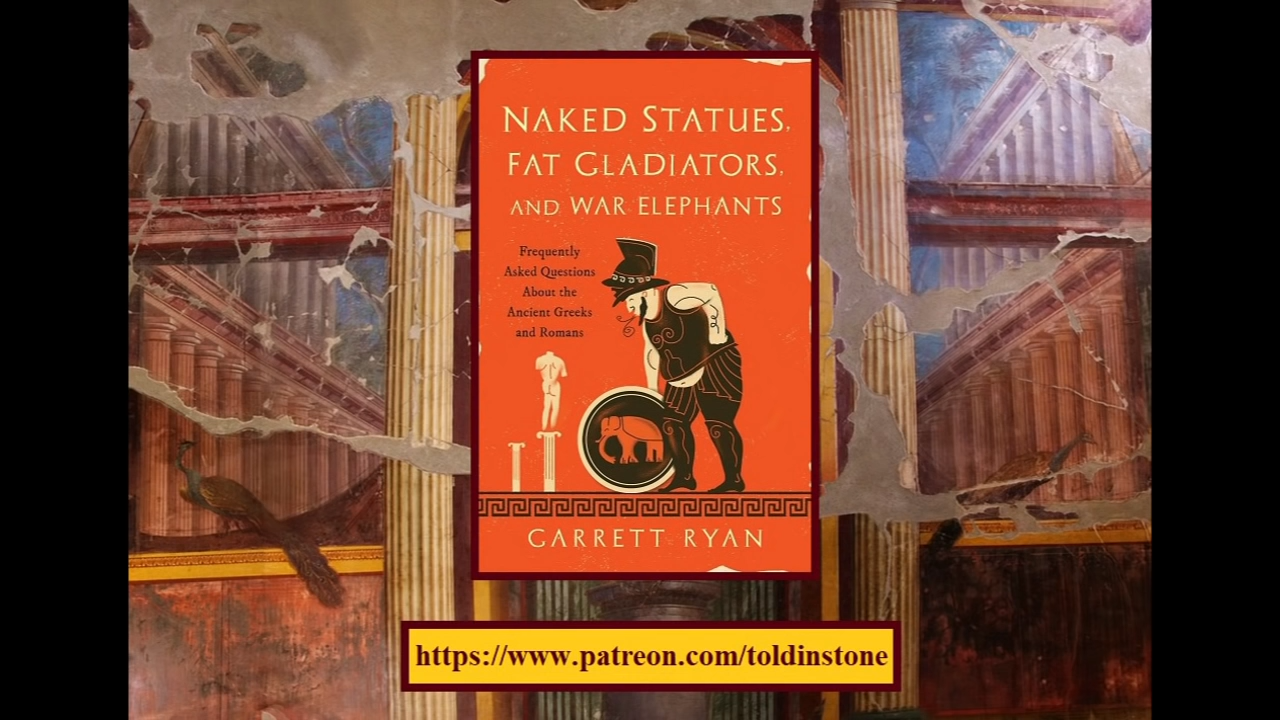 NAKED STATUES,
FAT GLADIATORS,
AND WAR ELEPHANTS
Frequently
Asked Questions
About the
Ancient Greeks
and Romans
GARRETT RYAN
https://www.patreon.com/toldinstone